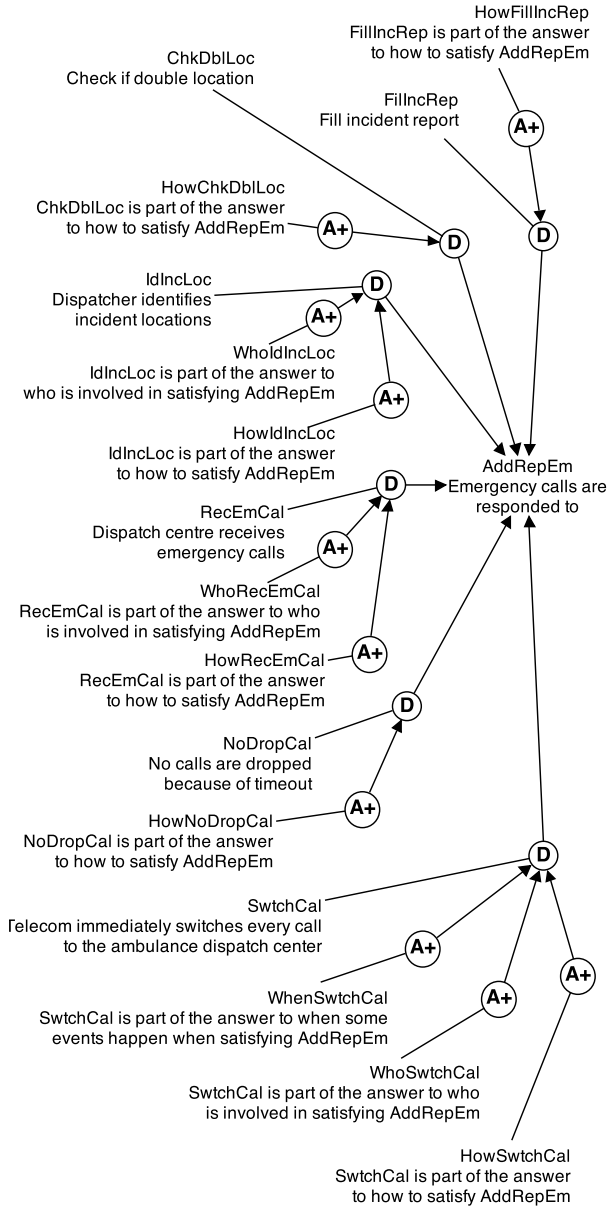 HowFillIncRep
FillIncRep is part of the answer
to how to satisfy AddRepEm
ChkDblLoc
Check if double location
FillIncRep
Fill incident report
A+
HowChkDblLoc
ChkDblLoc is part of the answer
to how to satisfy AddRepEm
A+
D
D
IdIncLoc
Dispatcher identifies
incident locations
D
A+
WhoIdIncLoc
IdIncLoc is part of the answer to
who is involved in satisfying AddRepEm
A+
HowIdIncLoc
IdIncLoc is part of the answer
to how to satisfy AddRepEm
AddRepEm
Emergency calls are
responded to
D
RecEmCal
Dispatch centre receives
emergency calls
A+
WhoRecEmCal
RecEmCal is part of the answer to who
is involved in satisfying AddRepEm
A+
HowRecEmCal
RecEmCal is part of the answer
to how to satisfy AddRepEm
D
NoDropCal
No calls are dropped
because of timeout
A+
HowNoDropCal
NoDropCal is part of the answer
to how to satisfy AddRepEm
D
SwtchCal
Telecom immediately switches every call
to the ambulance dispatch center
A+
WhenSwtchCal
SwtchCal is part of the answer to when some
events happen when satisfying AddRepEm
A+
A+
WhoSwtchCal
SwtchCal is part of the answer to who
is involved in satisfying AddRepEm
HowSwtchCal
SwtchCal is part of the answer
to how to satisfy AddRepEm